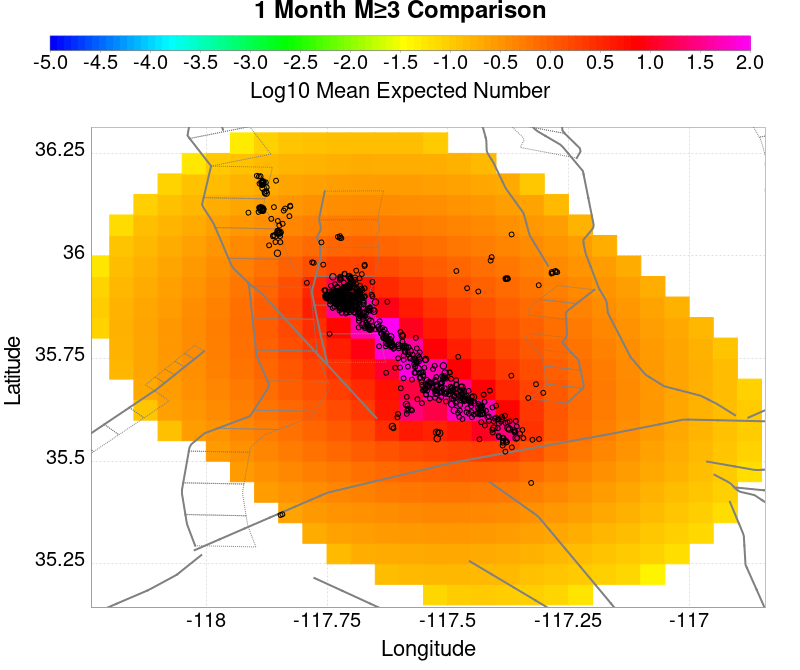 1 Month M≥3 Comparison
-5.0 -4.5 -4.0 -3.5 -3.0 -2.5 -2.0 -1.5 -1.0 -0.5 0.0 0.5 1.0 1.5 2.0
Log10 Mean Expected Number
36.25
36
35.75
35.5
35.25
Latitude
-118 -117.75 -117.5 -117.25 -117
Longitude